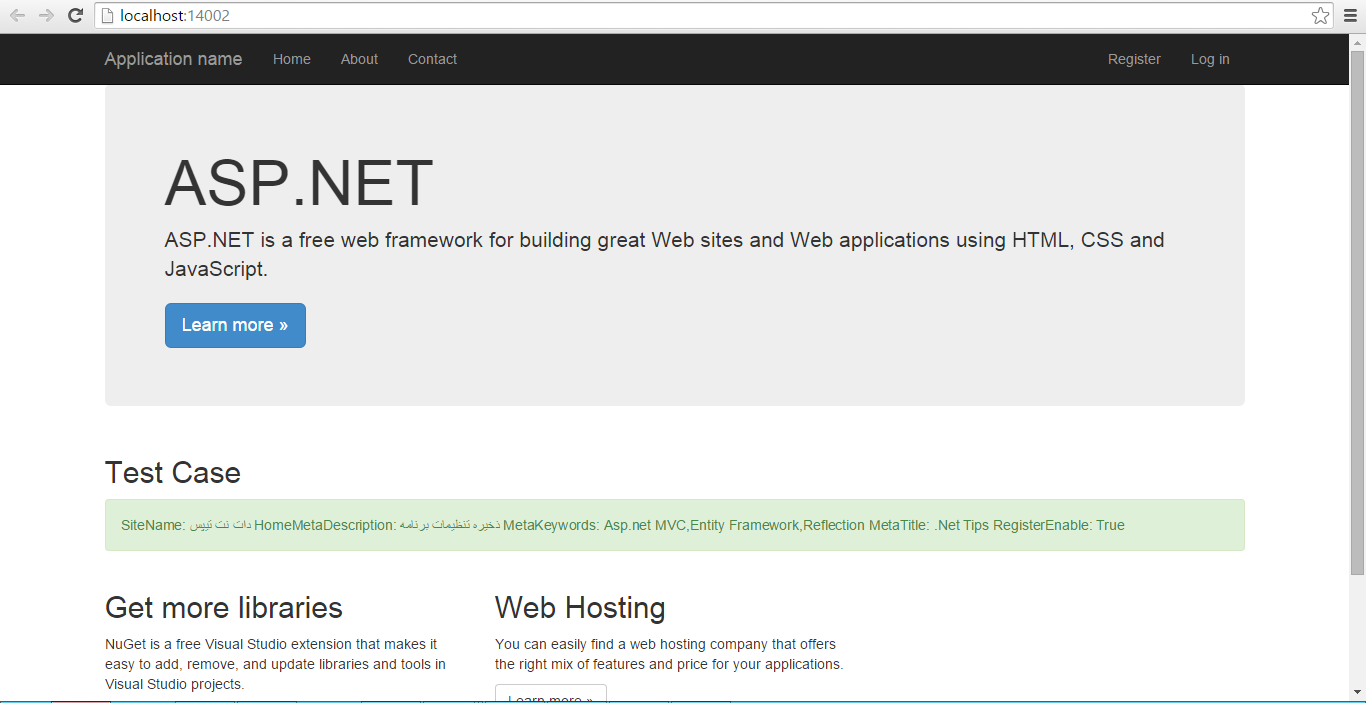 localhost:14002
Application name Home About Contact Register Log in
ASP.NET
ASP.NET is a free web framework for building great Web sites and Web applications using HTML, CSS and
JavaScript.
Learn more »
Test Case
SiteName: دات نت تیپس HomeMetaDescription: ذخیره تنظیمات برنامه MetaKeywords: Asp.net MVC,Entity Framework,Reflection MetaTitle: .Net Tips RegisterEnable: True
Get more libraries
NuGet is a free Visual Studio extension that makes it
easy to add, remove, and update libraries and tools in
Visual Studio projects.
Web Hosting
You can easily find a web hosting company that offers
the right mix of features and price for your applications.
Learn more »